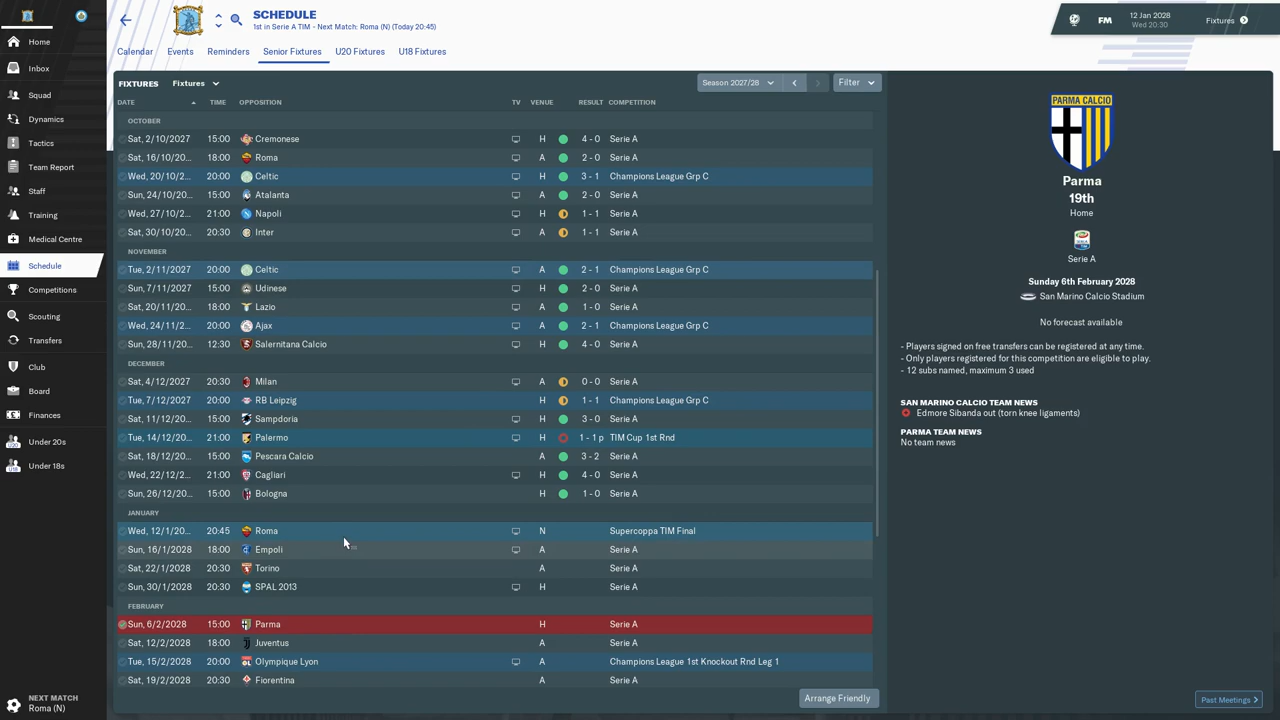 SCHEDULE
1st in Serie A TIM - Next Match: Roma (N) (Today 20:45)
FM
12 Jan 2028
Wed 20:30
Fixtures
Calendar
Events
Reminders
Senior Fixtures
U20 Fixtures
U18 Fixtures
Home
Inbox
Squad
Dynamics
Tactics
Team Report
Staff
Training
Medical Centre
Schedule
Competitions
Scouting
Transfers
Club
Board
Finances
Under 20s
Under 18s
NEXT MATCH
Roma (N)
FIXTURES Fixtures Season 2027/28 Filter
DATE TIME OPPOSITION TV VENUE RESULT COMPETITION
OCTOBER
Sat, 2/10/2027 15:00 Cremonese H 4 - 0 Serie A
Sat, 16/10/20... 18:00 Roma A 2 - 0 Serie A
Wed, 20/10/2... 20:00 Celtic H 3 - 1 Champions League Grp C
Sun, 24/10/20... 15:00 Atalanta A 2 - 0 Serie A
Wed, 27/10/2... 21:00 Napoli H 1 - 1 Serie A
Sat, 30/10/20... 20:30 Inter A 1 - 1 Serie A
NOVEMBER
Tue, 2/11/2027 20:00 Celtic A 2 - 1 Champions League Grp C
Sun, 7/11/2027 15:00 Udinese H 2 - 0 Serie A
Sat, 20/11/20... 18:00 Lazio A 1 - 0 Serie A
Wed, 24/11/2... 20:00 Ajax A 2 - 1 Champions League Grp C
Sun, 28/11/20... 12:30 Salernitana Calcio H 4 - 0 Serie A
DECEMBER
Sat, 4/12/2027 20:30 Milan A 0 - 0 Serie A
Tue, 7/12/2027 20:00 RB Leipzig H 1 - 1 Champions League Grp C
Sat, 11/12/20... 15:00 Sampdoria H 3 - 0 Serie A
Tue, 14/12/20... 21:00 Palermo H 1 - 1 p TIM Cup 1st Rnd
Sat, 18/12/20... 15:00 Pescara Calcio A 3 - 2 Serie A
Wed, 22/12/2... 21:00 Cagliari H 4 - 0 Serie A
Sun, 26/12/20... 15:00 Bologna H 1 - 0 Serie A
JANUARY
Wed, 12/1/20... 20:45 Roma N Supercoppa TIM Final
Sun, 16/1/2028 18:00 Empoli A Serie A
Sat, 22/1/2028 20:30 Torino A Serie A
Sun, 30/1/2028 20:30 SPAL 2013 H Serie A
FEBRUARY
Sun, 6/2/2028 15:00 Parma H Serie A
Sat, 12/2/2028 18:00 Juventus A Serie A
Tue, 15/2/2028 20:00 Olympique Lyon A Champions League 1st Knockout Rnd Leg 1
Sat, 19/2/2028 20:30 Fiorentina A Serie A
Arrange Friendly
PARMA CALCIO
Parma
19th
Home
Serie A
Sunday 6th February 2028
San Marino Calcio Stadium
No forecast available
- Players signed on free transfers can be registered at any time.
- Only players registered for this competition are eligible to play.
- 12 subs named, maximum 3 used
SAN MARINO CALCIO TEAM NEWS
Edmore Sibanda out (torn knee ligaments)
PARMA TEAM NEWS
No team news
Past Meetings